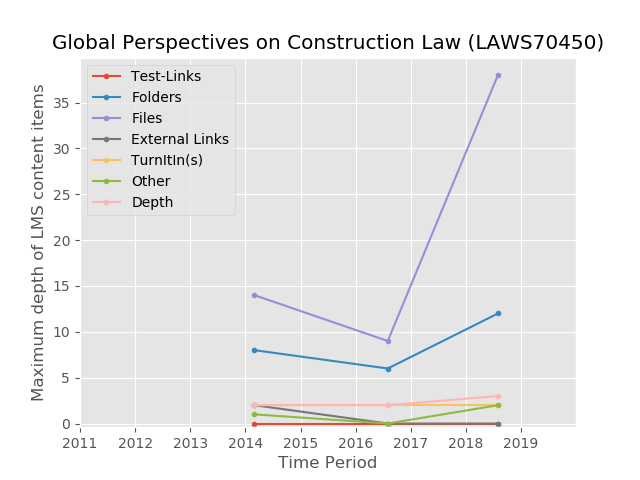 Global Perspectives on Construction Law (LAWS70450)
Test-Links
Folders
Files
External Links
TurnItIn(s)
Other
Depth
Maximum depth of LMS content items
35
30
25
20
15
10
5
0
2011 2012 2013 2014 2015 2016 2017 2018 2019
Time Period